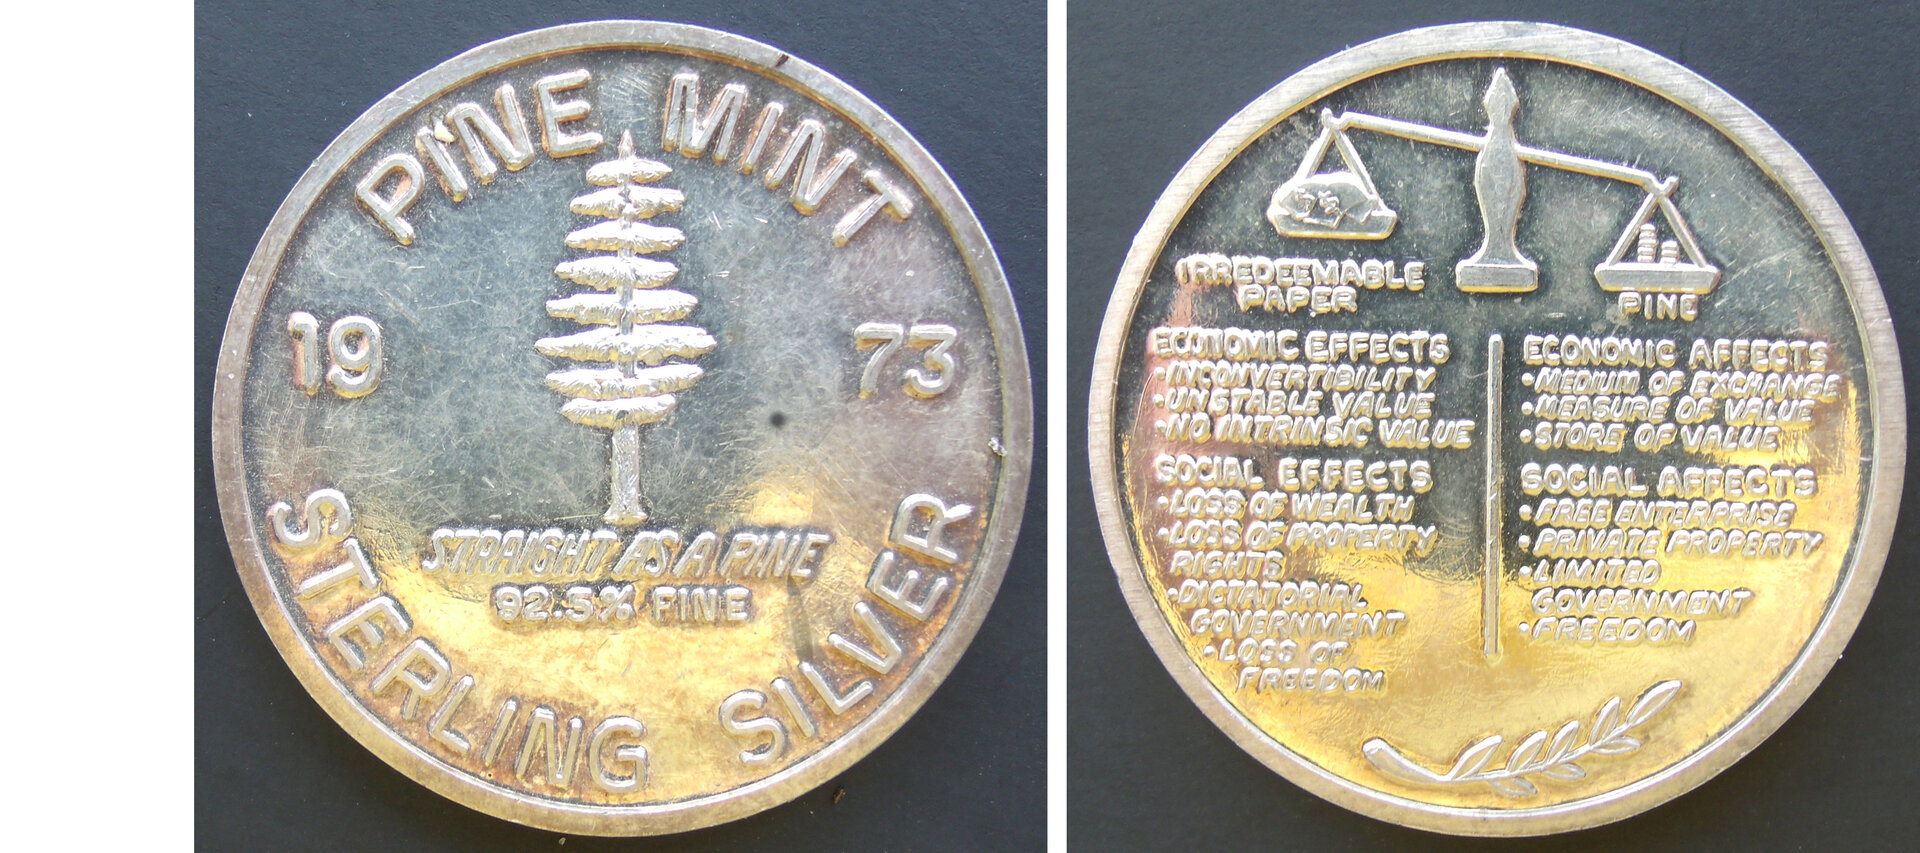 PINE MINT
19 73
STRAIGHT AS A PINE
92.5% FINE
STERLING SILVER
IRREDEEMABLE
PAPER
PINE
ECONOMIC EFFECTS
•INCONVERTIBILITY
•UNSTABLE VALUE
•NO INTRINSIC VALUE
SOCIAL EFFECTS
•LOSS OF WEALTH
•LOSS OF PROPERTY
RIGHTS
•DICTATORIAL
GOVERNMENT
•LOSS OF
FREEDOM
ECONOMIC AFFECTS
•MEDIUM OF EXCHANGE
•MEASURE OF VALUE
•STORE OF VALUE
SOCIAL AFFECTS
•FREE ENTERPRISE
•PRIVATE PROPERTY
•LIMITED
GOVERNMENT
•FREEDOM